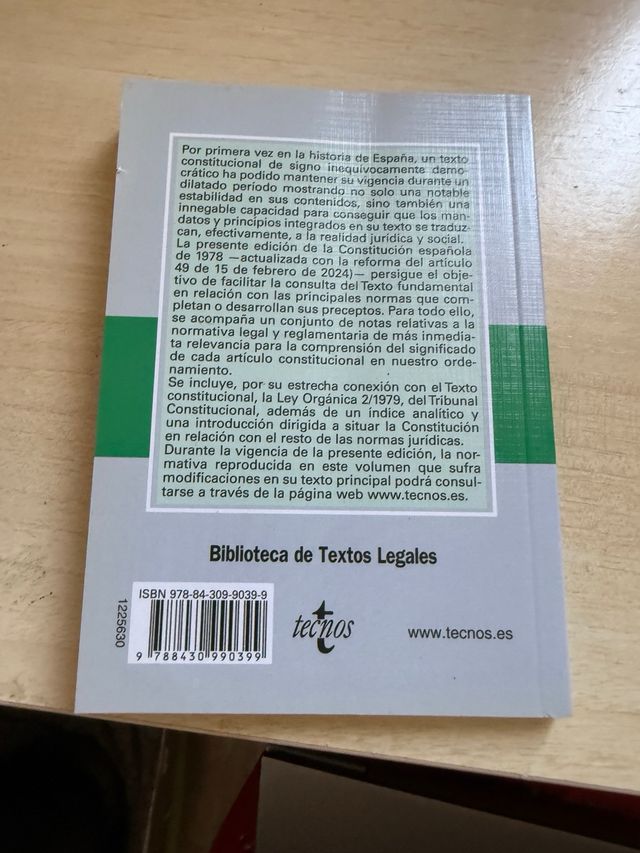 Por primera vez en la historia de España, un texto
constitucional de signo inequívocamente demo-
crático ha podido mantener su vigencia durante un
dilatado período mostrando no solo una notable
estabilidad en sus contenidos, sino también una
innegable capacidad para conseguir que los man-
datos y principios integrados en su texto se traduz-
can, efectivamente, a la realidad jurídica y social.
La presente edición de la Constitución española
de 1978 —actualizada con la reforma del artículo
49 de 15 de febrero de 2024)— persigue el obje-
tivo de facilitar la consulta del Texto fundamental
en relación con las principales normas que com-
pletan o desarrollan sus preceptos. Para todo ello,
se acompaña un conjunto de notas relativas a la
normativa legal y reglamentaria de más inmedia-
ta relevancia para la comprensión del significado
de cada artículo constitucional en nuestro orde-
namiento.
Se incluye, por su estrecha conexión con el Texto
constitucional, la Ley Orgánica 2/1979, del Tribunal
Constitucional, además de un índice analítico y
una introducción dirigida a situar la Constitución
en relación con el resto de las normas jurídicas.
Durante la vigencia de la presente edición, la nor-
mativa reproducida en este volumen que sufra
modificaciones en su texto principal podrá consul-
tarse a través de la página web www.tecnos.es.
Biblioteca de Textos Legales
1225630
ISBN 978-84-309-9039-9
9 788430 990399
tecnos
www.tecnos.es